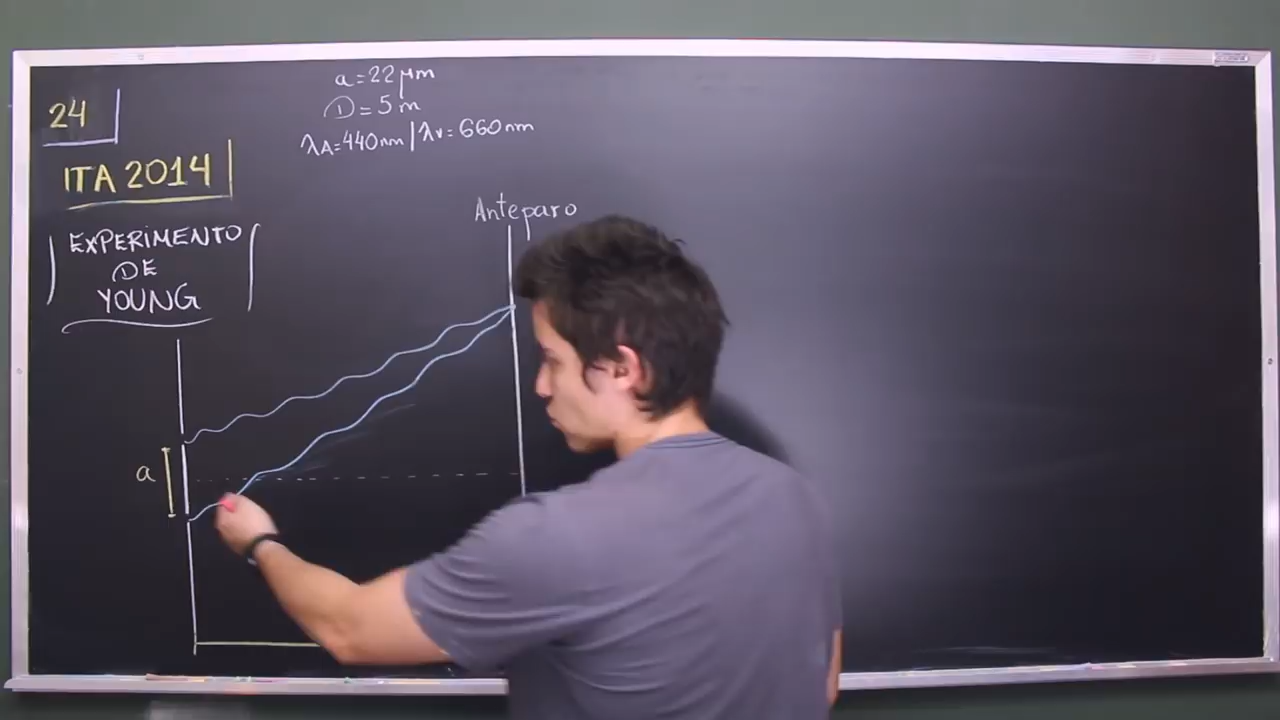 24
ITA 2014
EXPERIMENTO
DE
YOUNG
a = 22 μm
D = 5 m
λA = 440 nm | λv = 660 nm
Anteparo
a